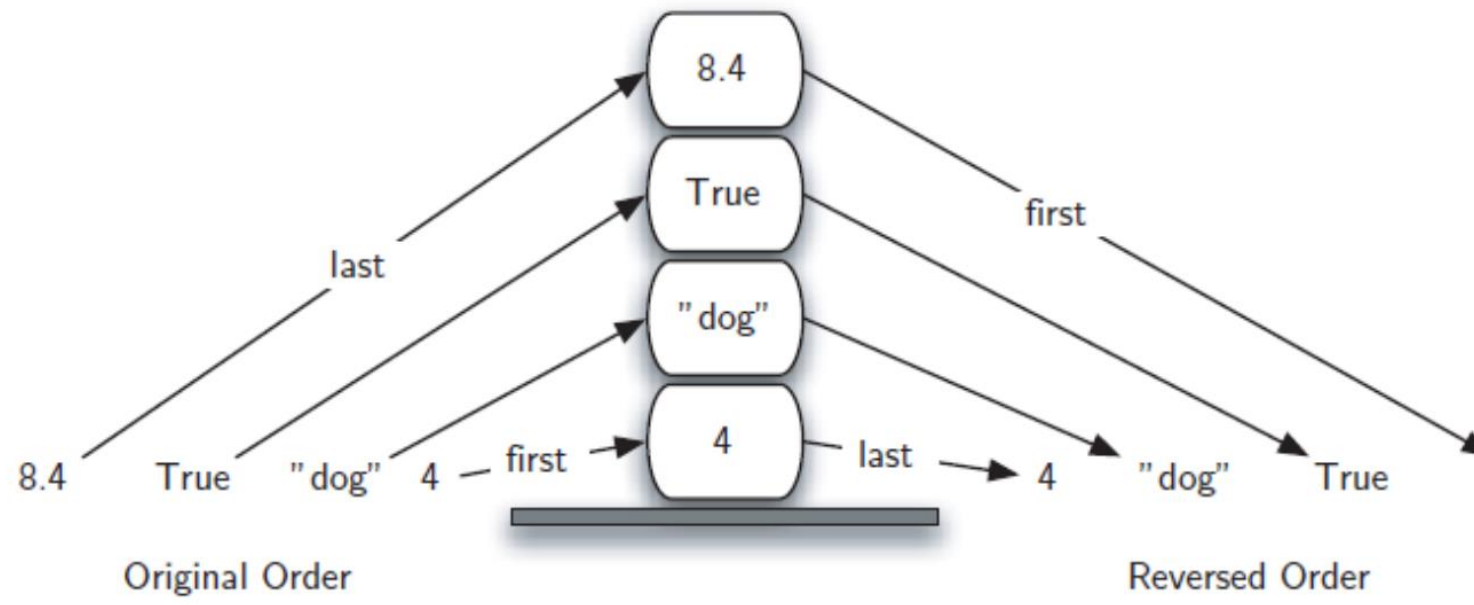 8.4
True
first
last
"dog"
4
8.4 True "dog" 4 first last 4 "dog" True
Original Order Reversed Order